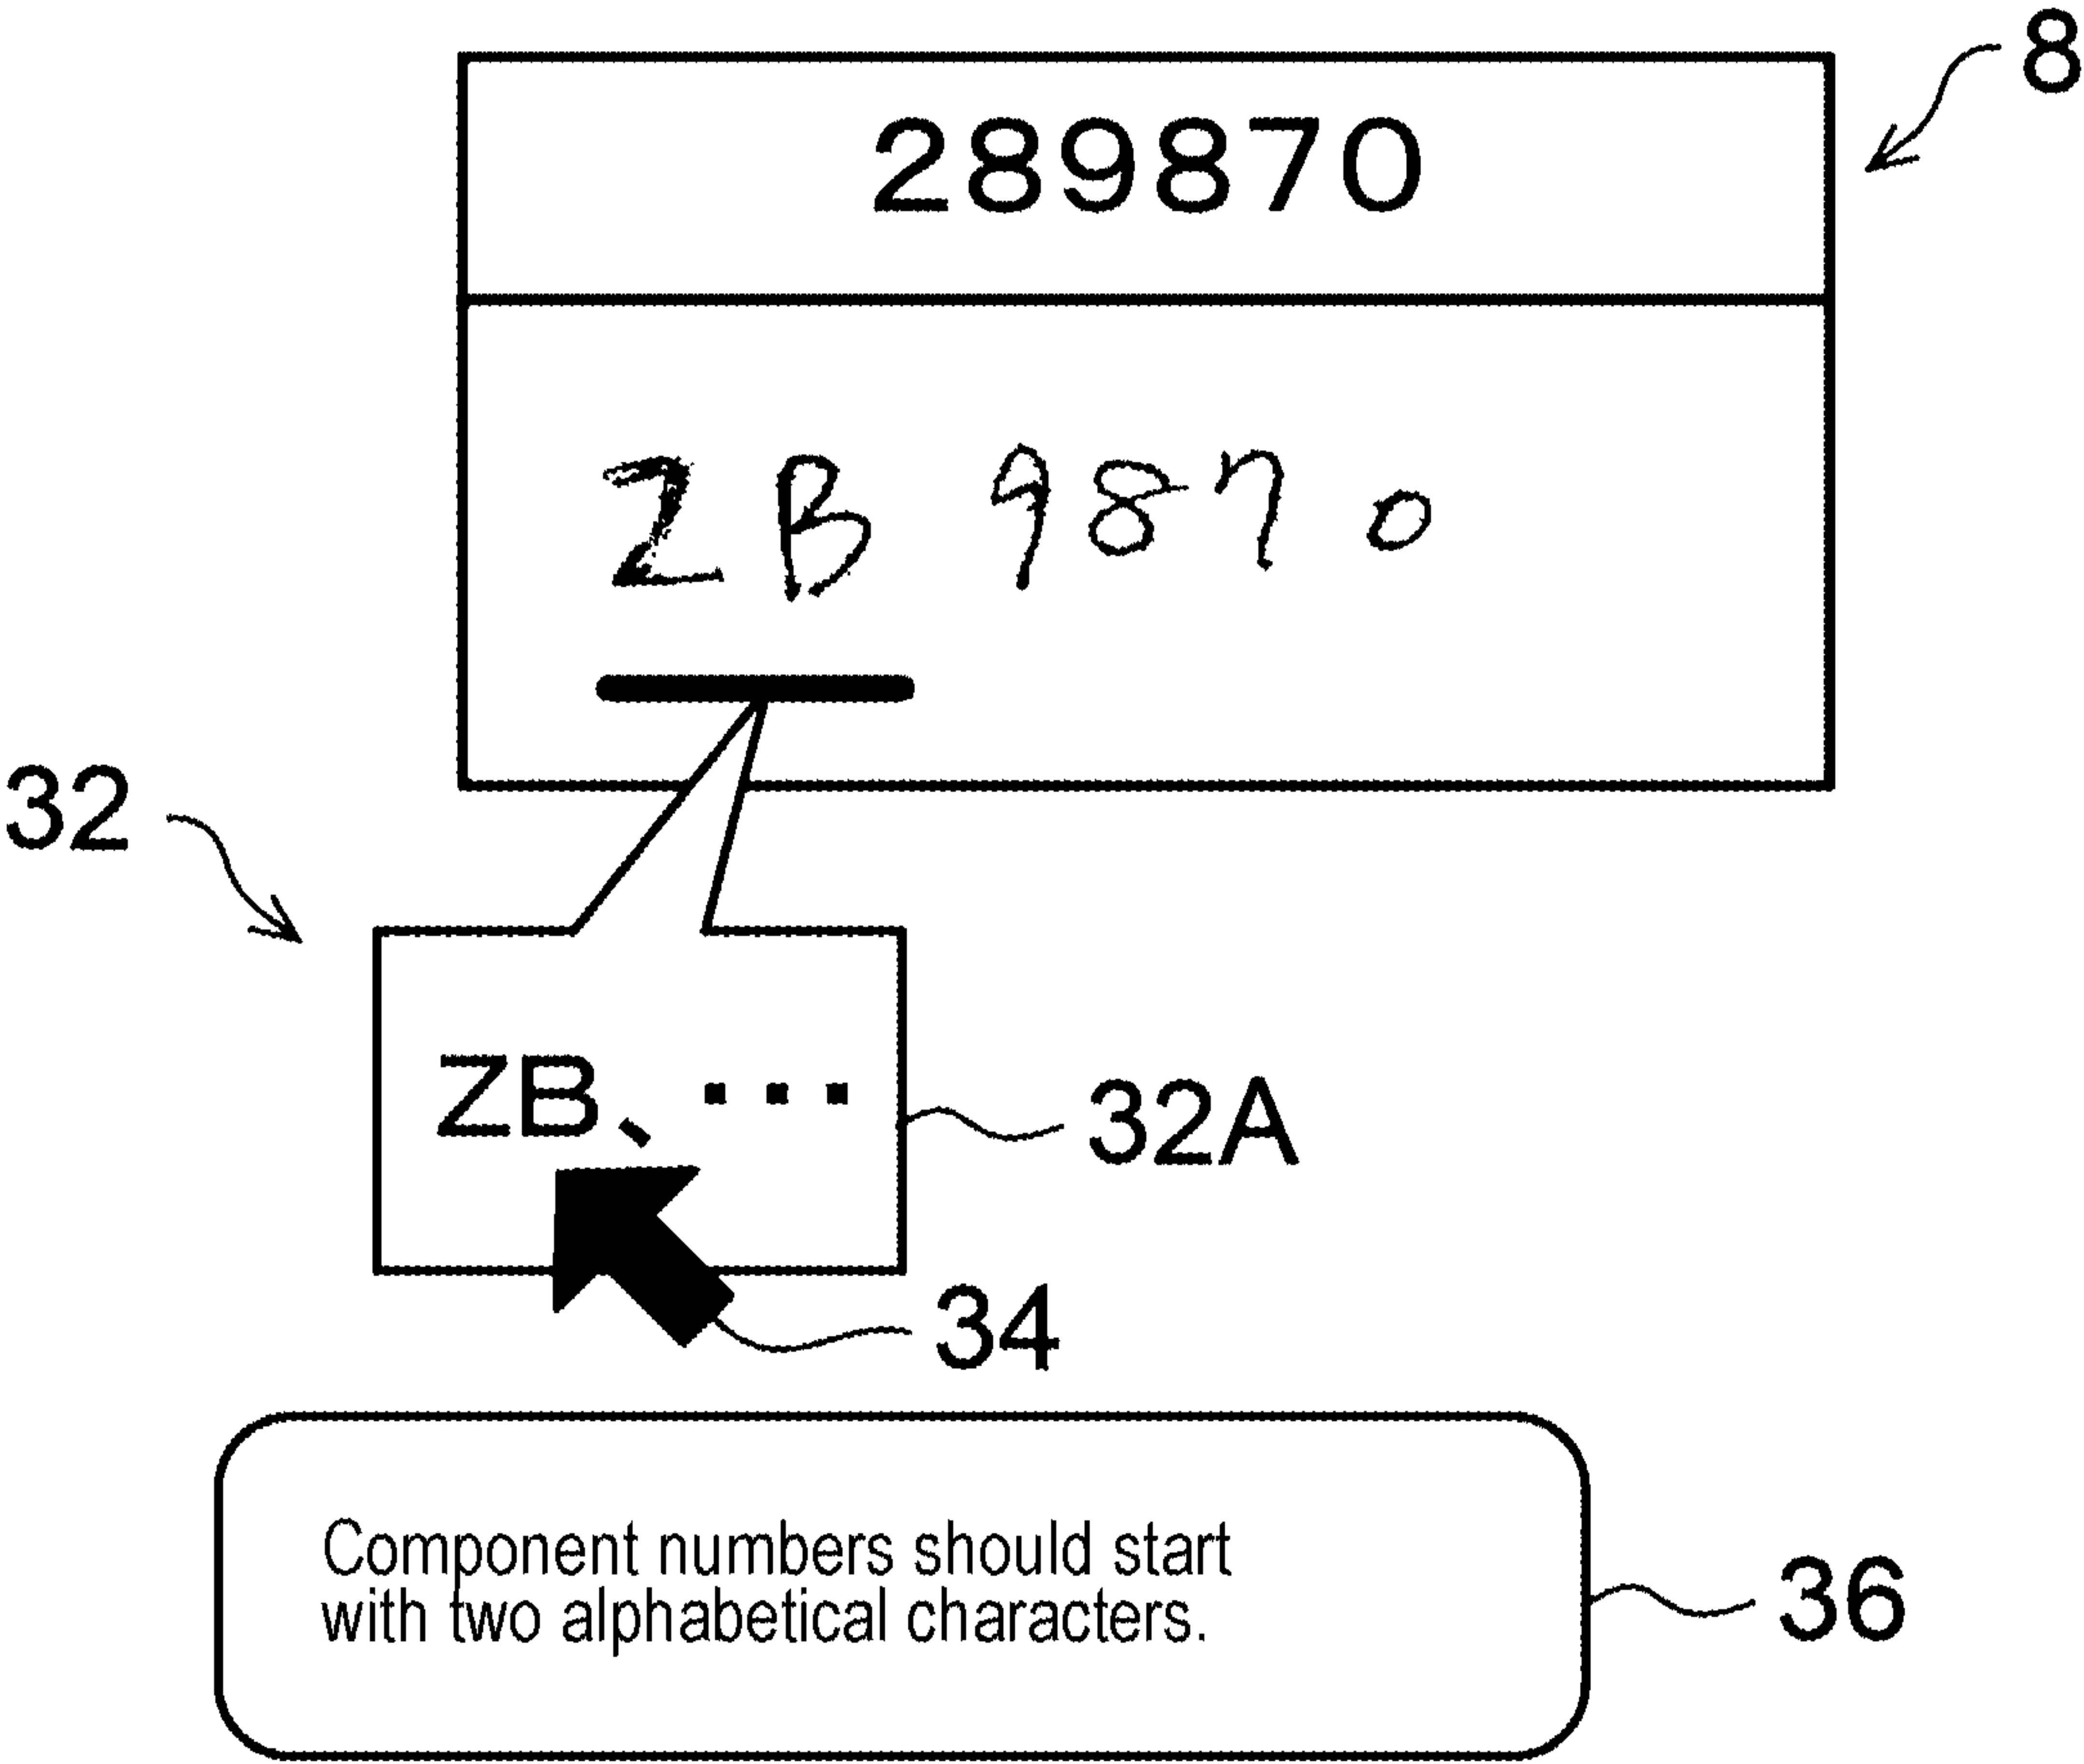 8
289870
ZB 9870
32
ZB、 ･･･
32A
34
Component numbers should start
with two alphabetical characters.
36